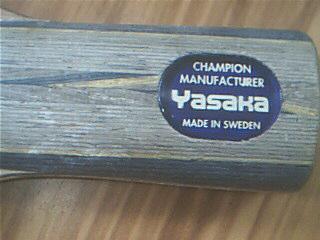 CHAMPION
MANUFACTURER
Yasaka
MADE IN SWEDEN